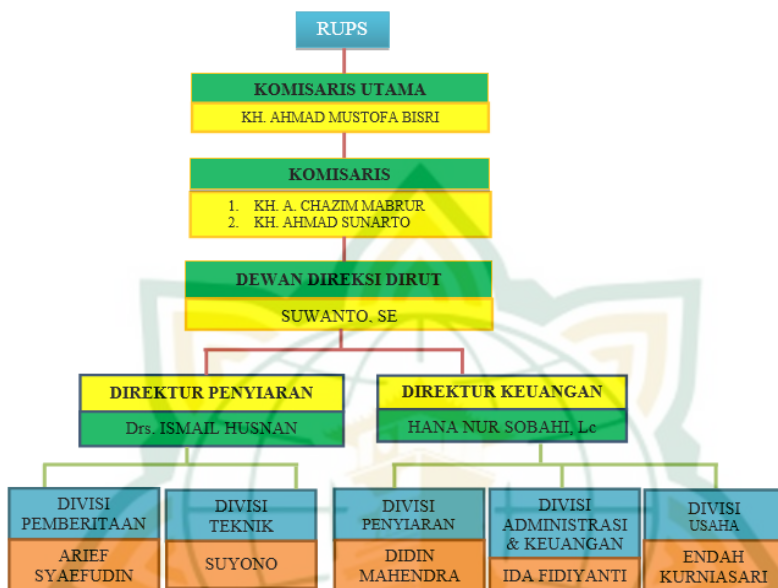 RUPS
KOMISARIS UTAMA
KH. AHMAD MUSTOFA BISRI
KOMISARIS
1. KH. A. CHAZIM MABRUR
2. KH. AHMAD SUNARTO
DEWAN DIREKSI DIRUT
SUWANTO, SE
DIREKTUR PENYIARAN
Drs. ISMAIL HUSNAN
DIREKTUR KEUANGAN
HANA NUR SOBAHI, Lc
DIVISI
PEMBERITAAN
ARIEF
SYAEFUDIN
DIVISI
TEKNIK
SUYONO
DIVISI
PENYIARAN
DIDIN
MAHENDRA
DIVISI
ADMINISTRASI
& KEUANGAN
IDA FIDIYANTI
DIVISI
USAHA
ENDAH
KURNIASARI